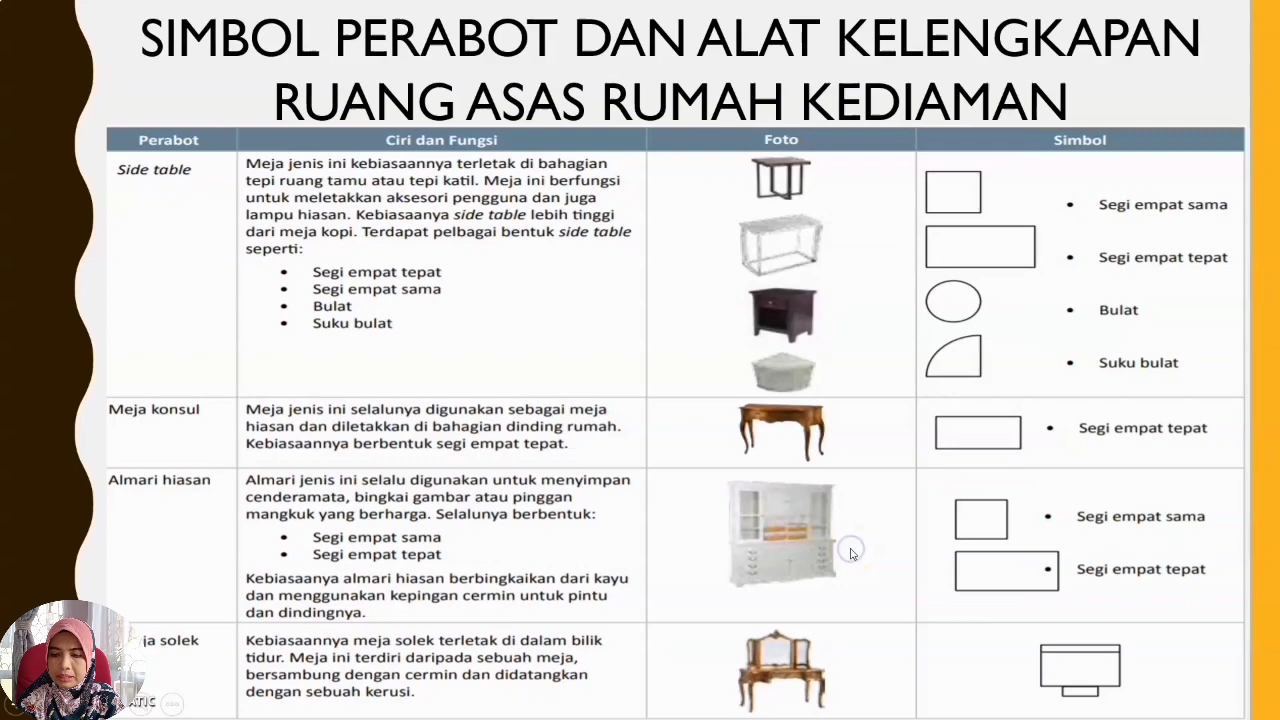 SIMBOL PERABOT DAN ALAT KELENGKAPAN
RUANG ASAS RUMAH KEDIAMAN
Perabot
Ciri dan Fungsi
Foto
Simbol
Side table
Meja jenis ini kebiasaannya terletak di bahagian
tepi ruang tamu atau tepi katil. Meja ini berfungsi
untuk meletakkan aksesori pengguna dan juga
lampu hiasan. Kebiasaanya side table lebih tinggi
dari meja kopi. Terdapat pelbagai bentuk side table
seperti:
• Segi empat tepat
• Segi empat sama
• Bulat
• Suku bulat
• Segi empat sama
• Segi empat tepat
• Bulat
• Suku bulat
Meja konsul
Meja jenis ini selalunya digunakan sebagai meja
hiasan dan diletakkan di bahagian dinding rumah.
Kebiasaannya berbentuk segi empat tepat.
• Segi empat tepat
Almari hiasan
Almari jenis ini selalu digunakan untuk menyimpan
cenderamata, bingkai gambar atau pinggan
mangkuk yang berharga. Selalunya berbentuk:
• Segi empat sama
• Segi empat tepat
Kebiasaanya almari hiasan berbingkaikan dari kayu
dan menggunakan kepingan cermin untuk pintu
dan dindingnya.
• Segi empat sama
• Segi empat tepat
ja solek
Kebiasaannya meja solek terletak di dalam bilik
tidur. Meja ini terdiri daripada sebuah meja,
bersambung dengan cermin dan didatangkan
dengan sebuah kerusi.